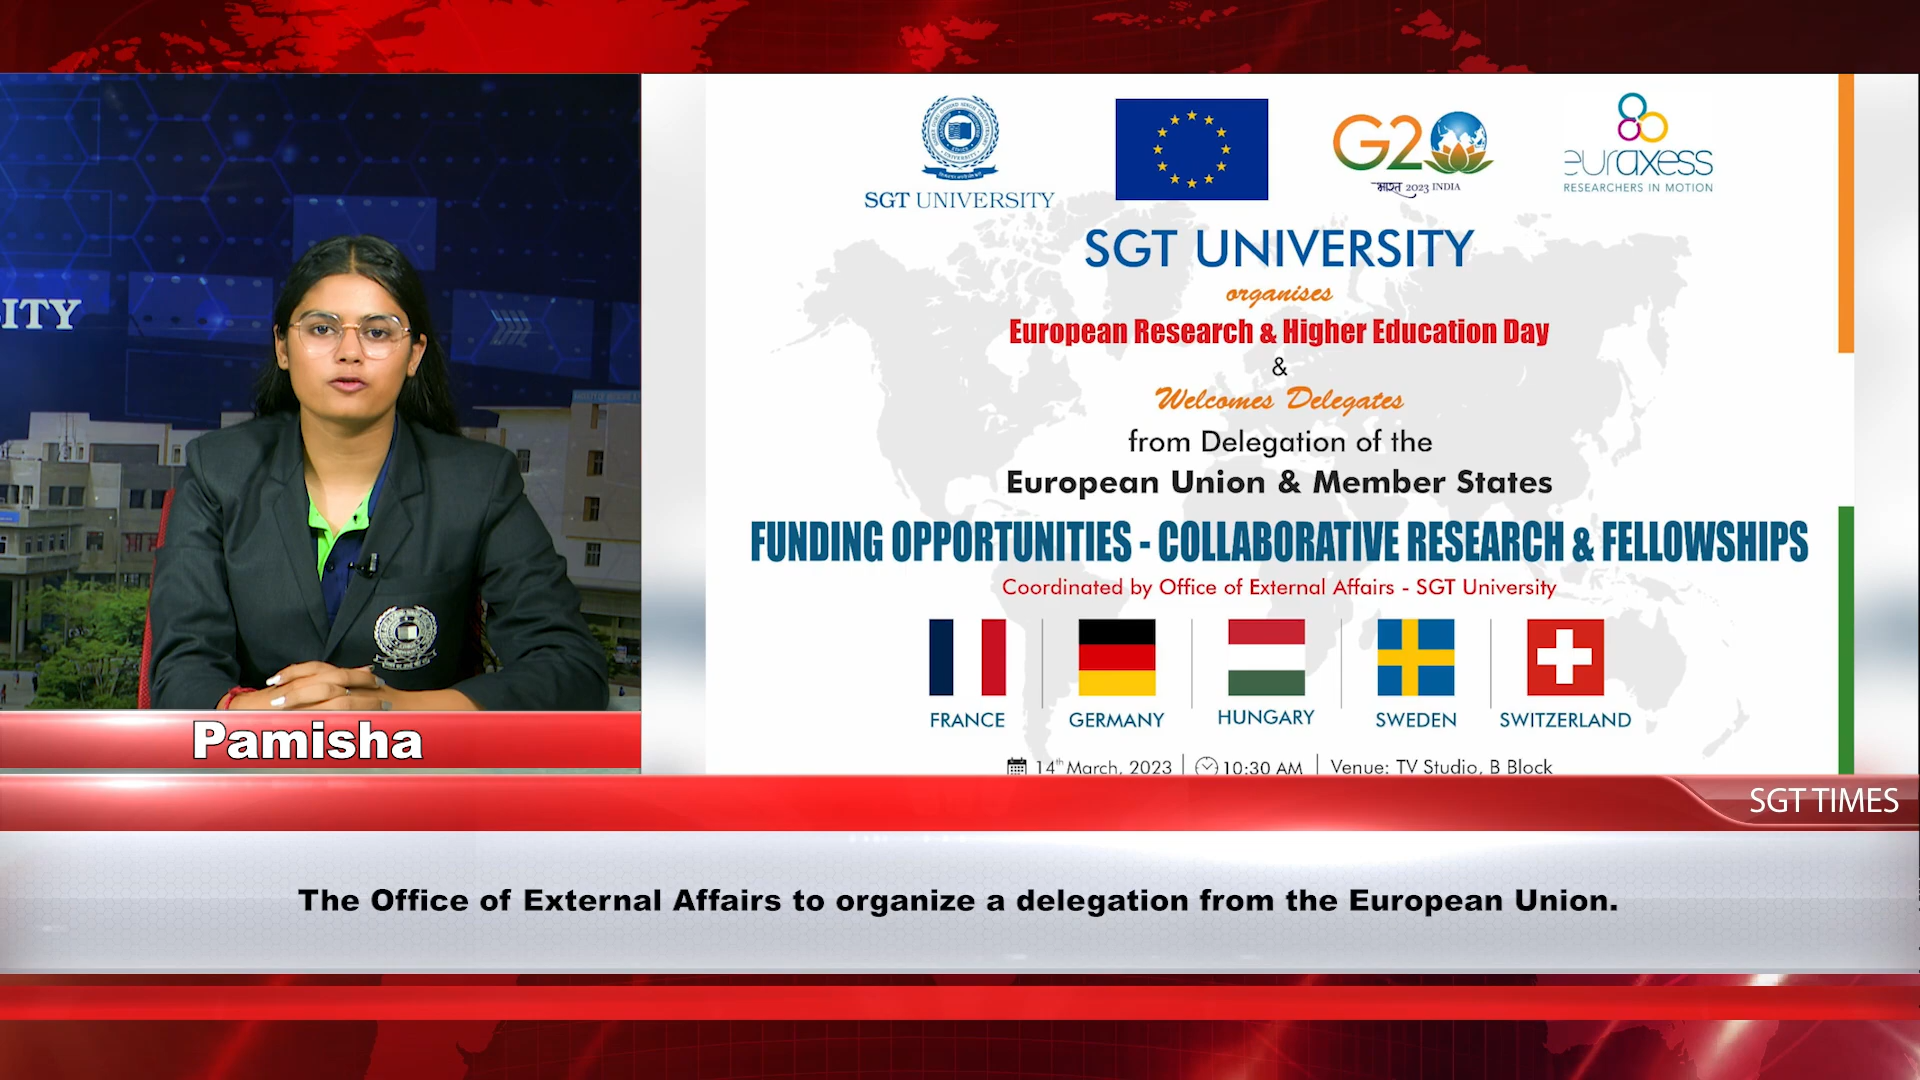 ITY
Pamisha
SGT UNIVERSITY
G20
भारत 2023 INDIA
euraxess
RESEARCHERS IN MOTION
SGT UNIVERSITY
organises
European Research & Higher Education Day
&
Welcomes Delegates
from Delegation of the
European Union & Member States
FUNDING OPPORTUNITIES - COLLABORATIVE RESEARCH & FELLOWSHIPS
Coordinated by Office of External Affairs - SGT University
FRANCE
GERMANY
HUNGARY
SWEDEN
SWITZERLAND
14th March, 2023 | 10:30 AM | Venue: TV Studio, B Block
SGT TIMES
The Office of External Affairs to organize a delegation from the European Union.